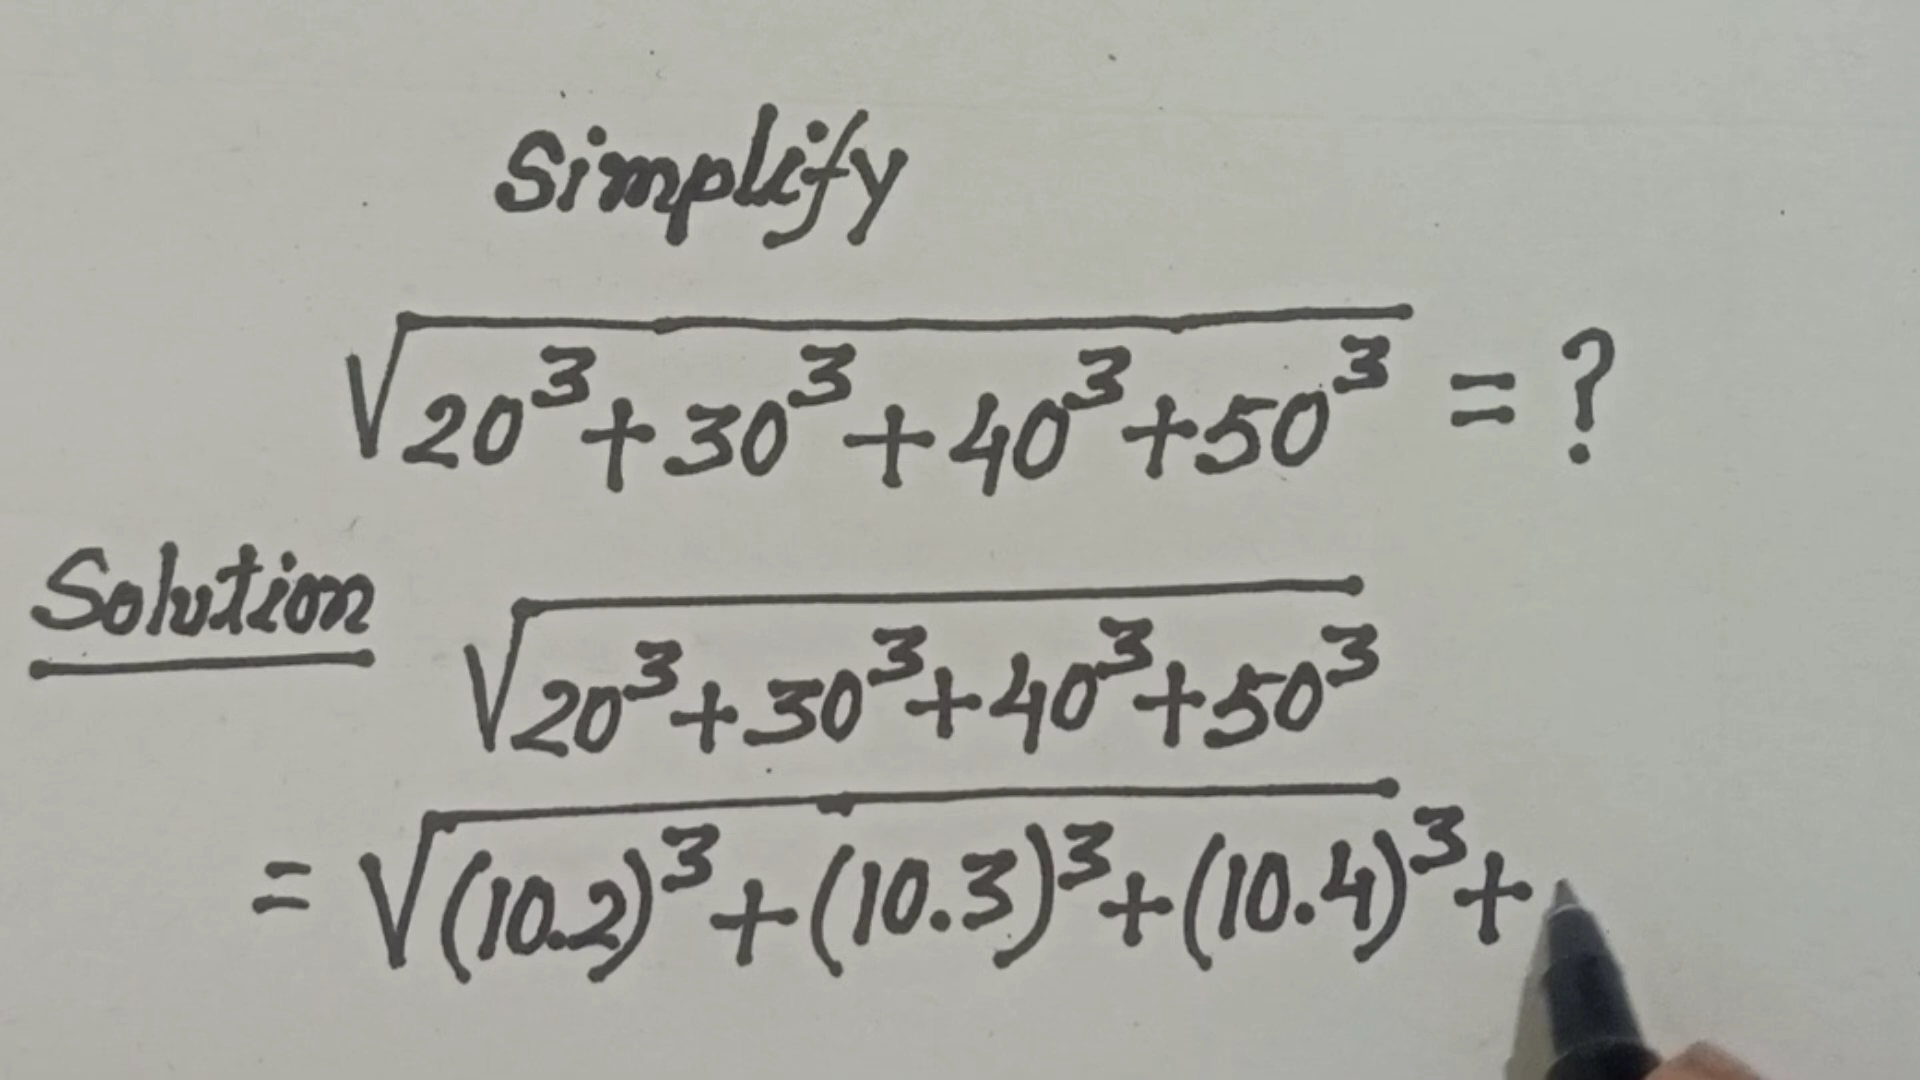 Simplify
√20³+30³+40³+50³ = ?
Solution √20³+30³+40³+50³
= √(10.2)³+(10.3)³+(10.4)³+